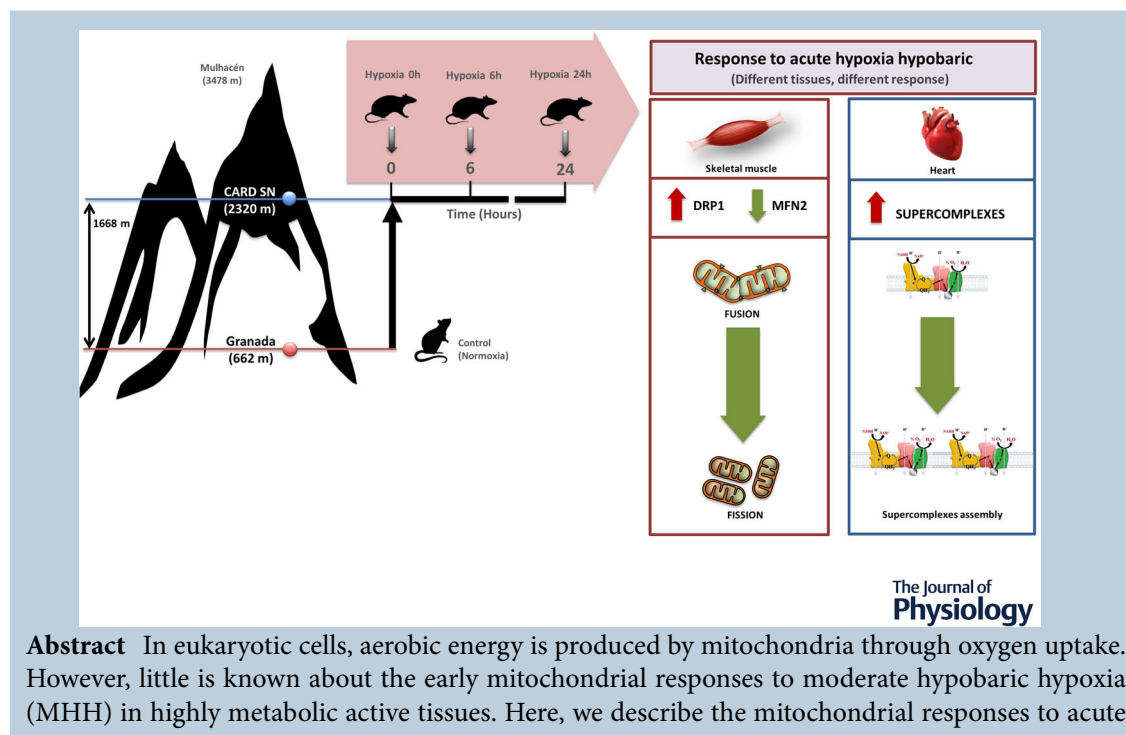 Mulhacén
(3478 m)
Hypoxia 0h
Hypoxia 6h
Hypoxia 24h
0
6
24
Time (Hours)
CARD SN
(2320 m)
1668 m
Granada
(662 m)
Control
(Normoxia)
Response to acute hypoxia hypobaric
(Different tissues, different response)
Skeletal muscle
DRP1
MFN2
FUSION
FISSION
Heart
SUPERCOMPLEXES
Supercomplexes assembly
The Journal of
Physiology
Abstract In eukaryotic cells, aerobic energy is produced by mitochondria through oxygen uptake.
However, little is known about the early mitochondrial responses to moderate hypobaric hypoxia
(MHH) in highly metabolic active tissues. Here, we describe the mitochondrial responses to acute